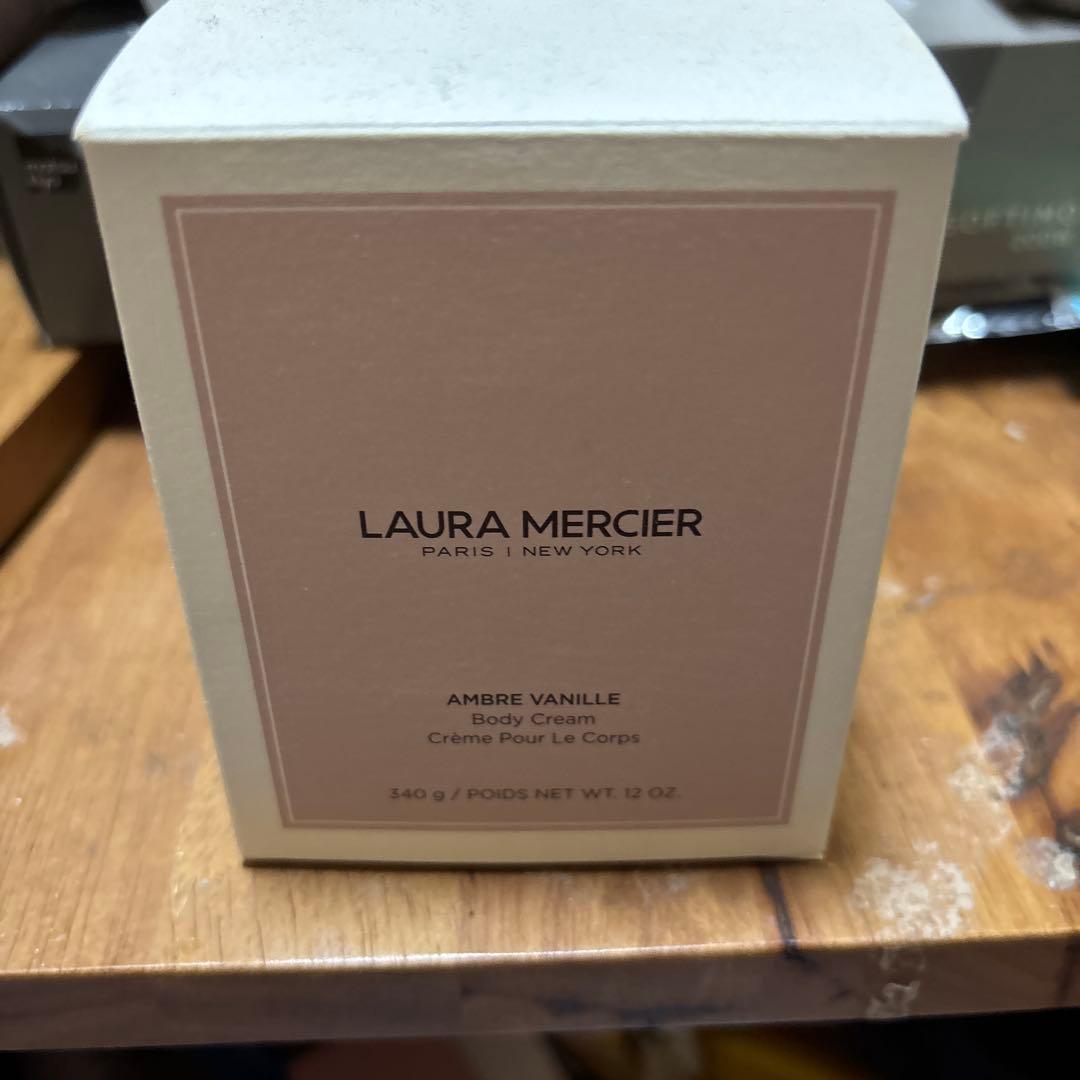 LAURA MERCIER
PARIS | NEW YORK
AMBRE VANILLE
Body Cream
Crème Pour Le Corps
340 g / POIDS NET WT. 12 OZ.